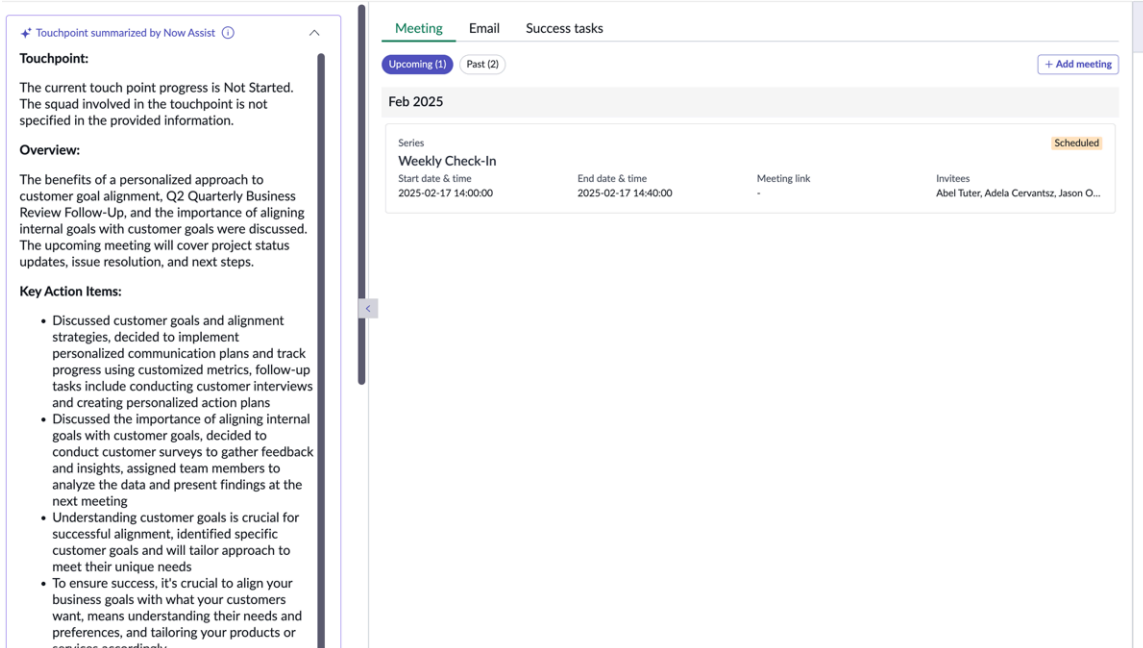 Touchpoint summarized by Now Assist
Touchpoint:
The current touch point progress is Not Started.
The squad involved in the touchpoint is not
specified in the provided information.
Overview:
The benefits of a personalized approach to
customer goal alignment, Q2 Quarterly Business
Review Follow-Up, and the importance of aligning
internal goals with customer goals were discussed.
The upcoming meeting will cover project status
updates, issue resolution, and next steps.
Key Action Items:
• Discussed customer goals and alignment
strategies, decided to implement
personalized communication plans and track
progress using customized metrics, follow-up
tasks include conducting customer interviews
and creating personalized action plans
• Discussed the importance of aligning internal
goals with customer goals, decided to
conduct customer surveys to gather feedback
and insights, assigned team members to
analyze the data and present findings at the
next meeting
• Understanding customer goals is crucial for
successful alignment, identified specific
customer goals and will tailor approach to
meet their unique needs
• To ensure success, it's crucial to align your
business goals with what your customers
want, means understanding their needs and
preferences, and tailoring your products or
services accordingly
Meeting Email Success tasks
Upcoming (1) Past (2) + Add meeting
Feb 2025
Series Scheduled
Weekly Check-In
Start date & time End date & time Meeting link Invitees
2025-02-17 14:00:00 2025-02-17 14:40:00 - Abel Tuter, Adela Cervantsz, Jason O...